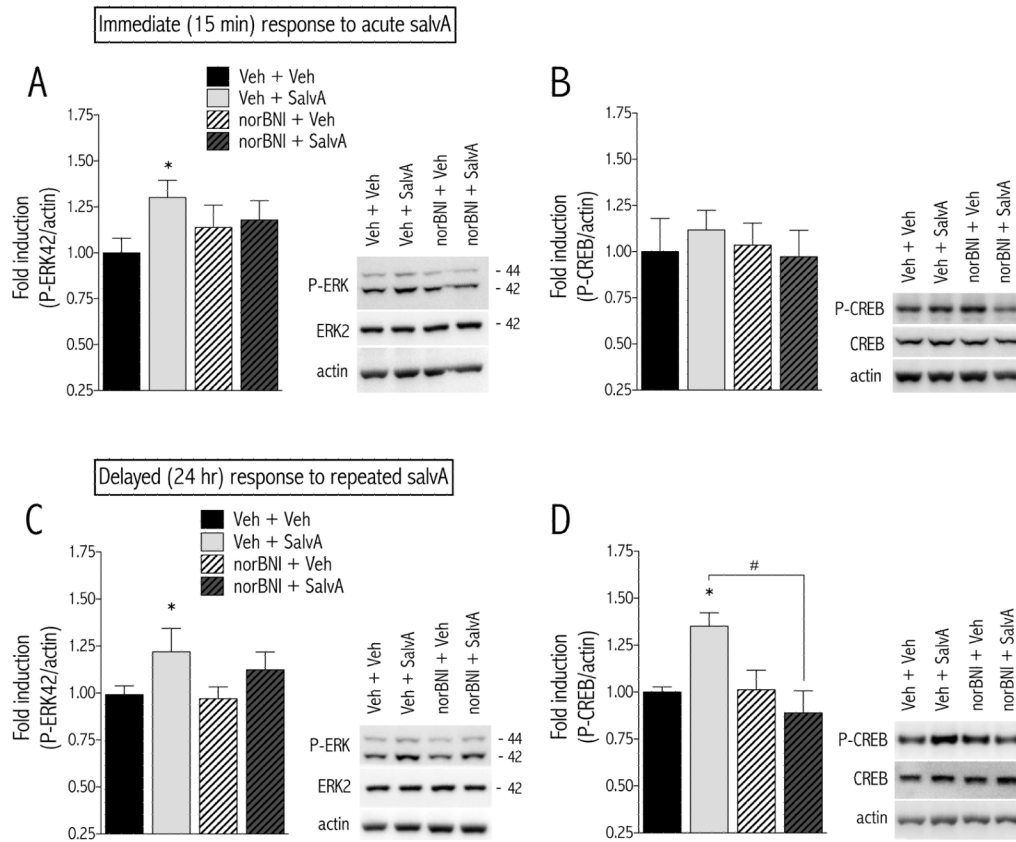 Immediate (15 min) response to acute salvA
A
Veh + Veh
Veh + SalvA
norBNI + Veh
norBNI + SalvA
Fold induction
(P-ERK42/actin)
1.75
1.50
1.25
1.00
0.75
0.50
0.25
*
Veh + Veh
Veh + SalvA
norBNI + Veh
norBNI + SalvA
P-ERK
- 44
- 42
ERK2
- 42
actin
B
Fold induction
(P-CREB/actin)
1.75
1.50
1.25
1.00
0.75
0.50
0.25
Veh + Veh
Veh + SalvA
norBNI + Veh
norBNI + SalvA
P-CREB
CREB
actin
Delayed (24 hr) response to repeated salvA
C
Veh + Veh
Veh + SalvA
norBNI + Veh
norBNI + SalvA
Fold induction
(P-ERK42/actin)
1.75
1.50
1.25
1.00
0.75
0.50
0.25
*
Veh + Veh
Veh + SalvA
norBNI + Veh
norBNI + SalvA
P-ERK
- 44
- 42
ERK2
- 42
actin
D
Fold induction
(P-CREB/actin)
1.75
1.50
1.25
1.00
0.75
0.50
0.25
#
*
Veh + Veh
Veh + SalvA
norBNI + Veh
norBNI + SalvA
P-CREB
CREB
actin